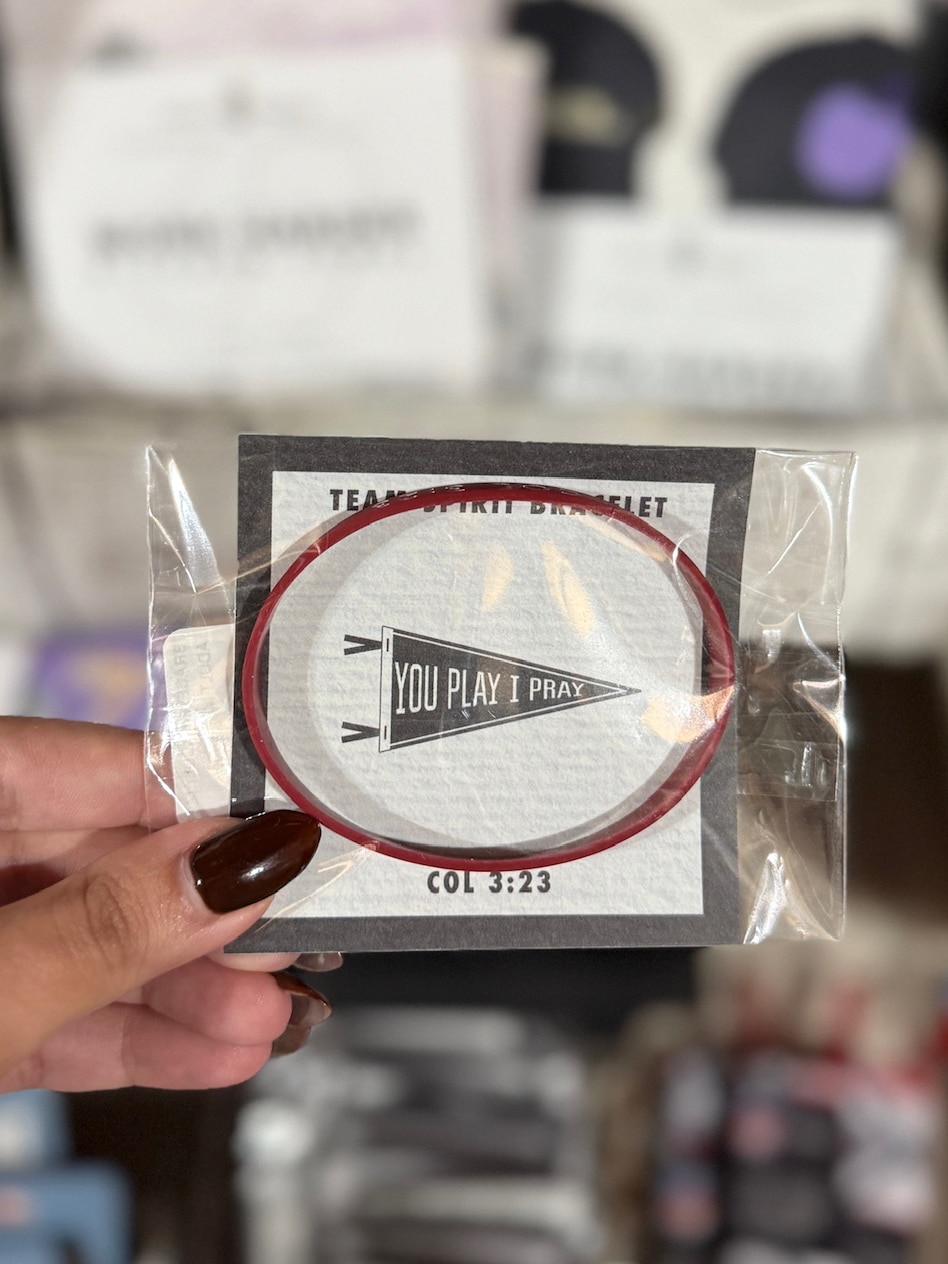 TEAM SPIRIT BRACELET
YOU PLAY I PRAY
COL 3:23